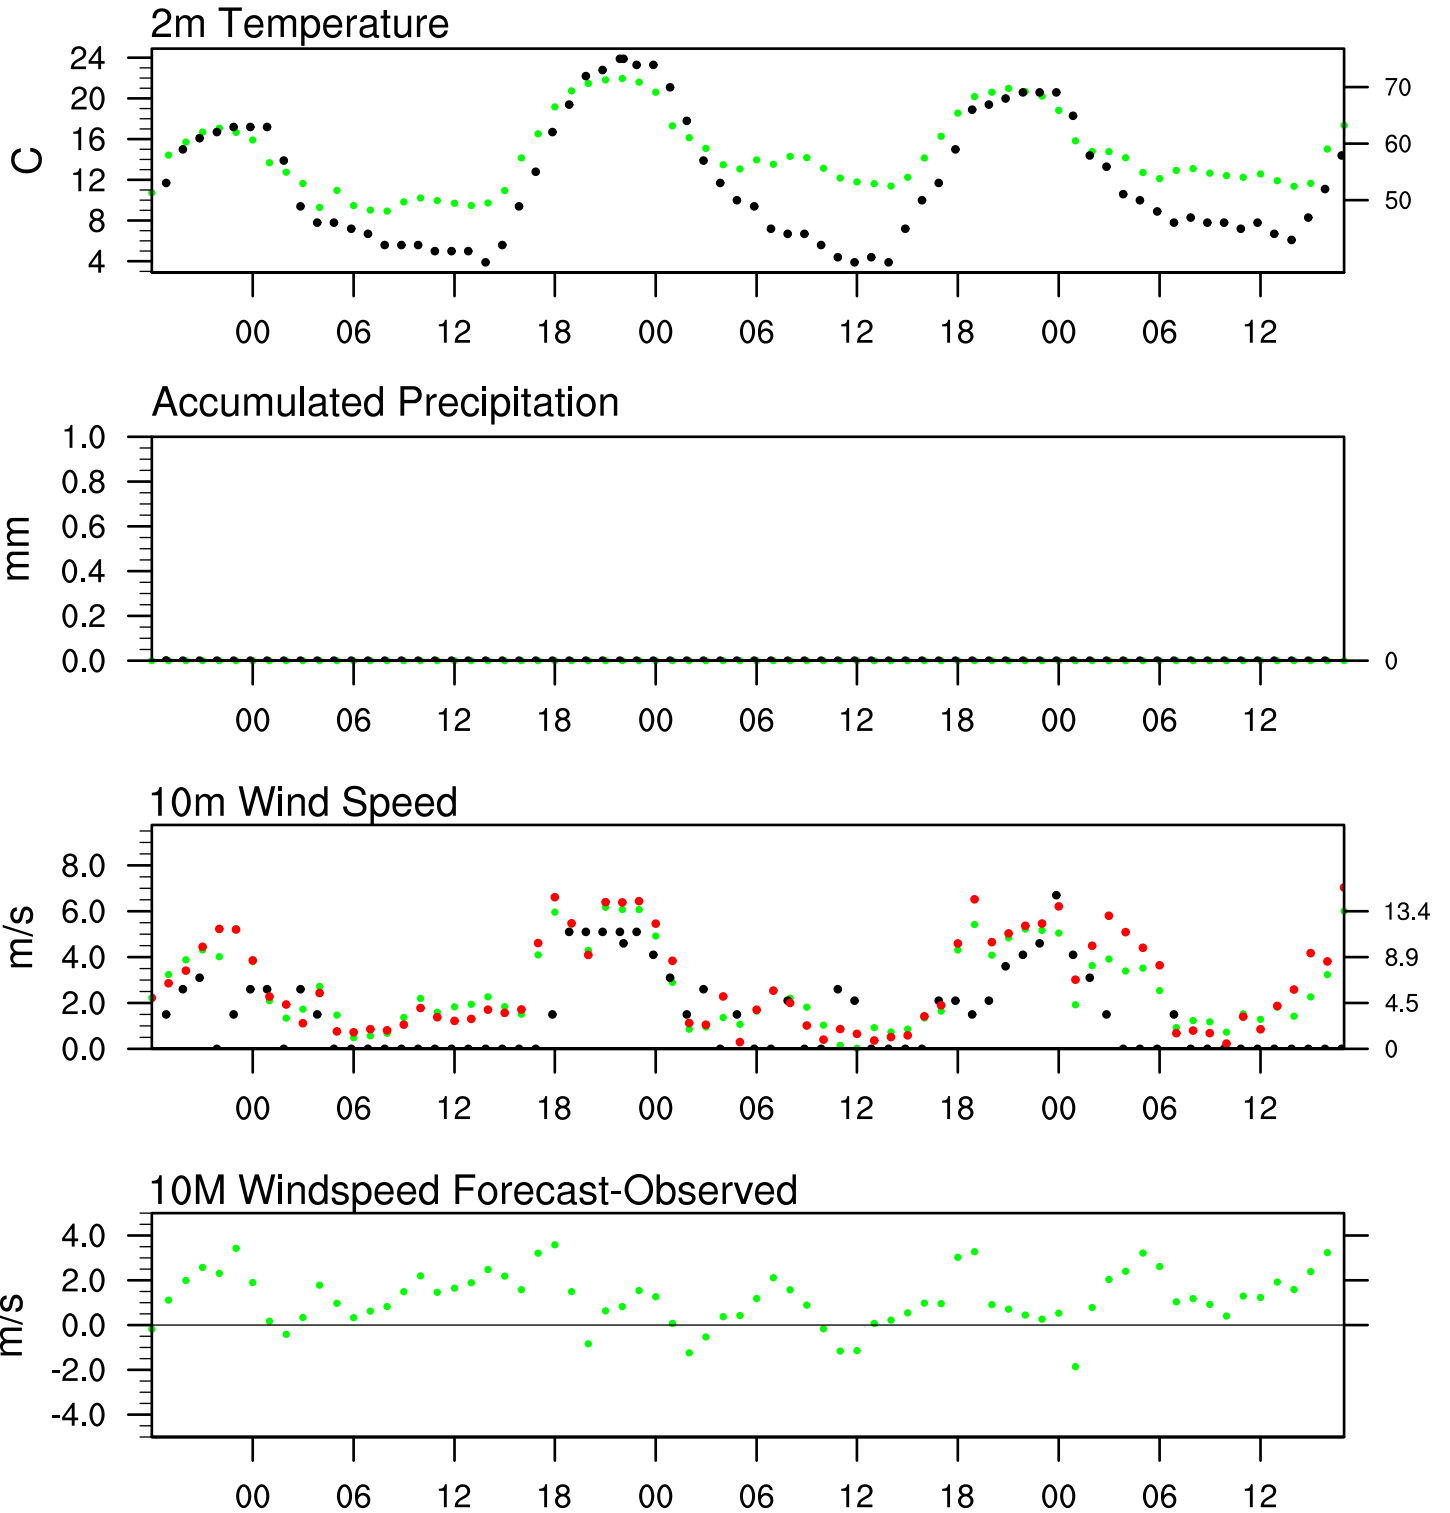 2m Temperature
24
20
16
12
8
4
C
70
60
50
00 06 12 18 00 06 12 18 00 06 12
Accumulated Precipitation
1.0
0.8
0.6
0.4
0.2
0.0
mm
0
00 06 12 18 00 06 12 18 00 06 12
10m Wind Speed
8.0
6.0
4.0
2.0
0.0
m/s
13.4
8.9
4.5
0
00 06 12 18 00 06 12 18 00 06 12
10M Windspeed Forecast-Observed
4.0
2.0
0.0
-2.0
-4.0
m/s
00 06 12 18 00 06 12 18 00 06 12